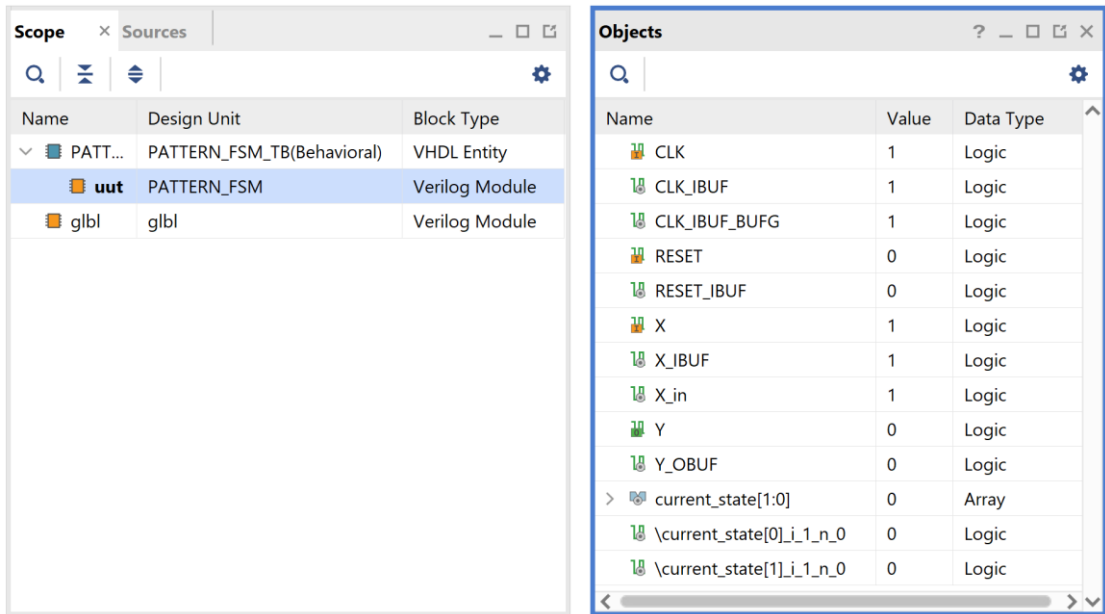 Scope × Sources
Name Design Unit Block Type
PATT... PATTERN_FSM_TB(Behavioral) VHDL Entity
uut PATTERN_FSM Verilog Module
glbl glbl Verilog Module
Objects
Name Value Data Type
CLK 1 Logic
CLK_IBUF 1 Logic
CLK_IBUF_BUFG 1 Logic
RESET 0 Logic
RESET_IBUF 0 Logic
X 1 Logic
X_IBUF 1 Logic
X_in 1 Logic
Y 0 Logic
Y_OBUF 0 Logic
current_state[1:0] 0 Array
\current_state[0]_i_1_n_0 0 Logic
\current_state[1]_i_1_n_0 0 Logic